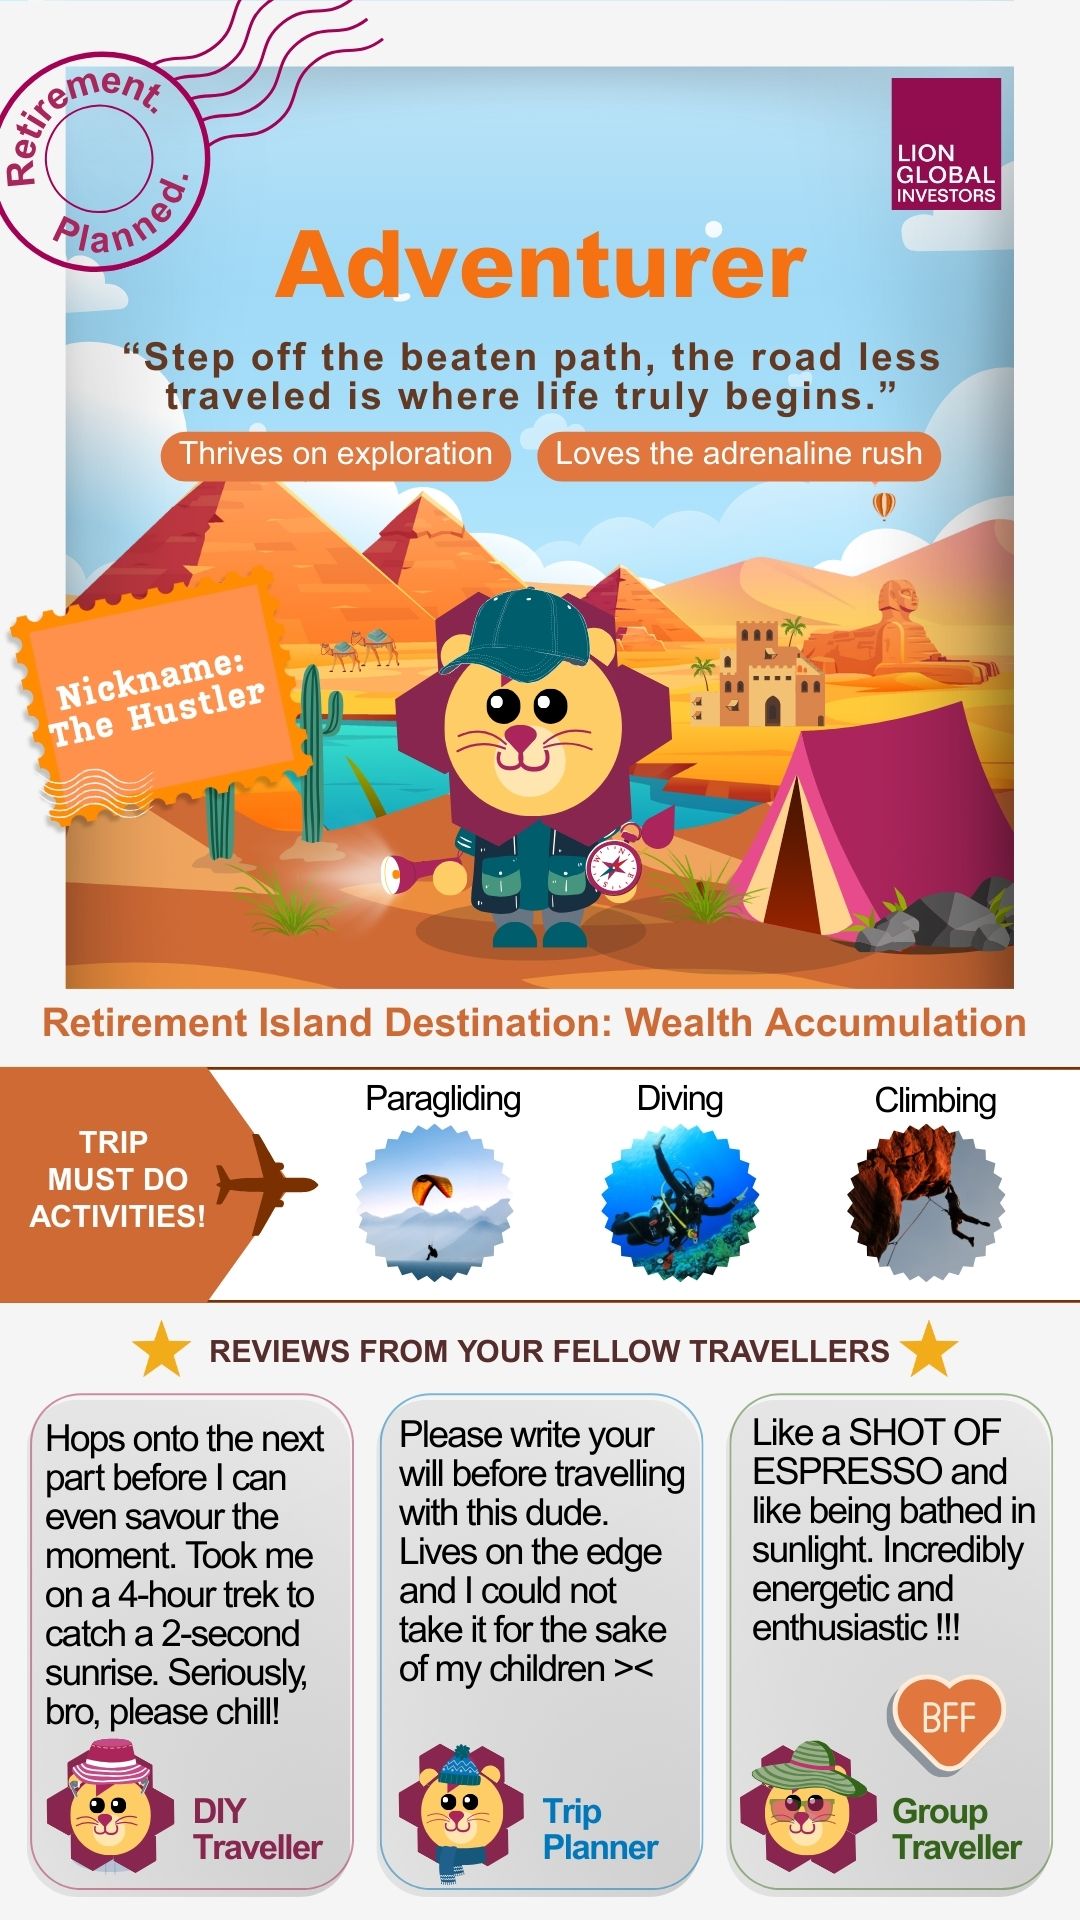 Retirement.
Planned.
LION
GLOBAL
INVESTORS
Adventurer
“Step off the beaten path, the road less
traveled is where life truly begins.”
Thrives on exploration
Loves the adrenaline rush
Nickname:
The Hustler
N
E
S
W
Retirement Island Destination: Wealth Accumulation
TRIP
MUST DO
ACTIVITIES!
Paragliding
Diving
Climbing
REVIEWS FROM YOUR FELLOW TRAVELLERS
Hops onto the next
part before I can
even savour the
moment. Took me
on a 4-hour trek to
catch a 2-second
sunrise. Seriously,
bro, please chill!
DIY
Traveller
Please write your
will before travelling
with this dude.
Lives on the edge
and I could not
take it for the sake
of my children ><
Trip
Planner
Like a SHOT OF
ESPRESSO and
like being bathed in
sunlight. Incredibly
energetic and
enthusiastic !!!
BFF
Group
Traveller